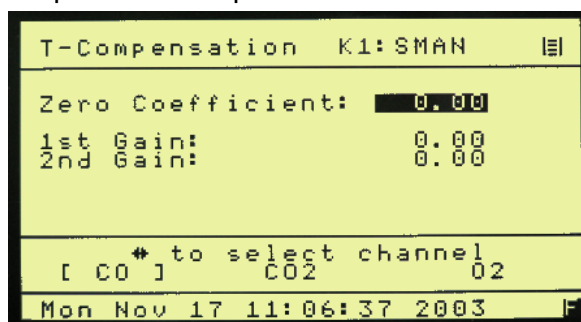 T-Compensation K1:SMAN
Zero Coefficient: 0.00
1st Gain: 0.00
2nd Gain: 0.00
# to select channel
[ CO ] CO2 O2
Mon Nov 17 11:06:37 2003